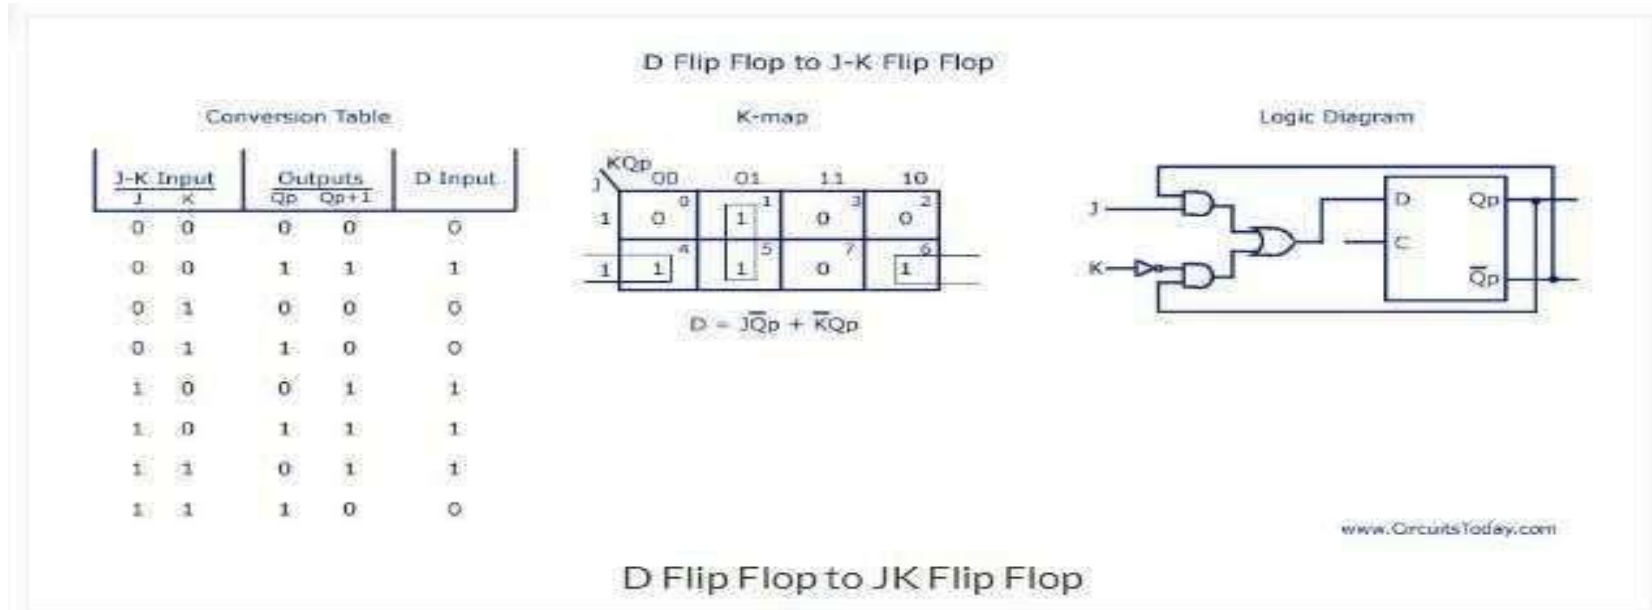 D Flip Flop to J-K Flip Flop
Conversion Table
J-K Input Outputs D Input
J K Qp Qp+1
0 0 0 0 0
0 0 1 1 1
0 1 0 0 0
0 1 1 0 0
1 0 0 1 1
1 0 1 1 1
1 1 0 1 1
1 1 1 0 0
K-map
KQp
J 00 01 11 10
1 0 0 1 1 0 3 0 2
1 1 4 1 5 0 7 1 6
D = JQ̅p + K̅Qp
Logic Diagram
J
K
D Qp
C
Q̅p
www.CircuitsToday.com
D Flip Flop to JK Flip Flop